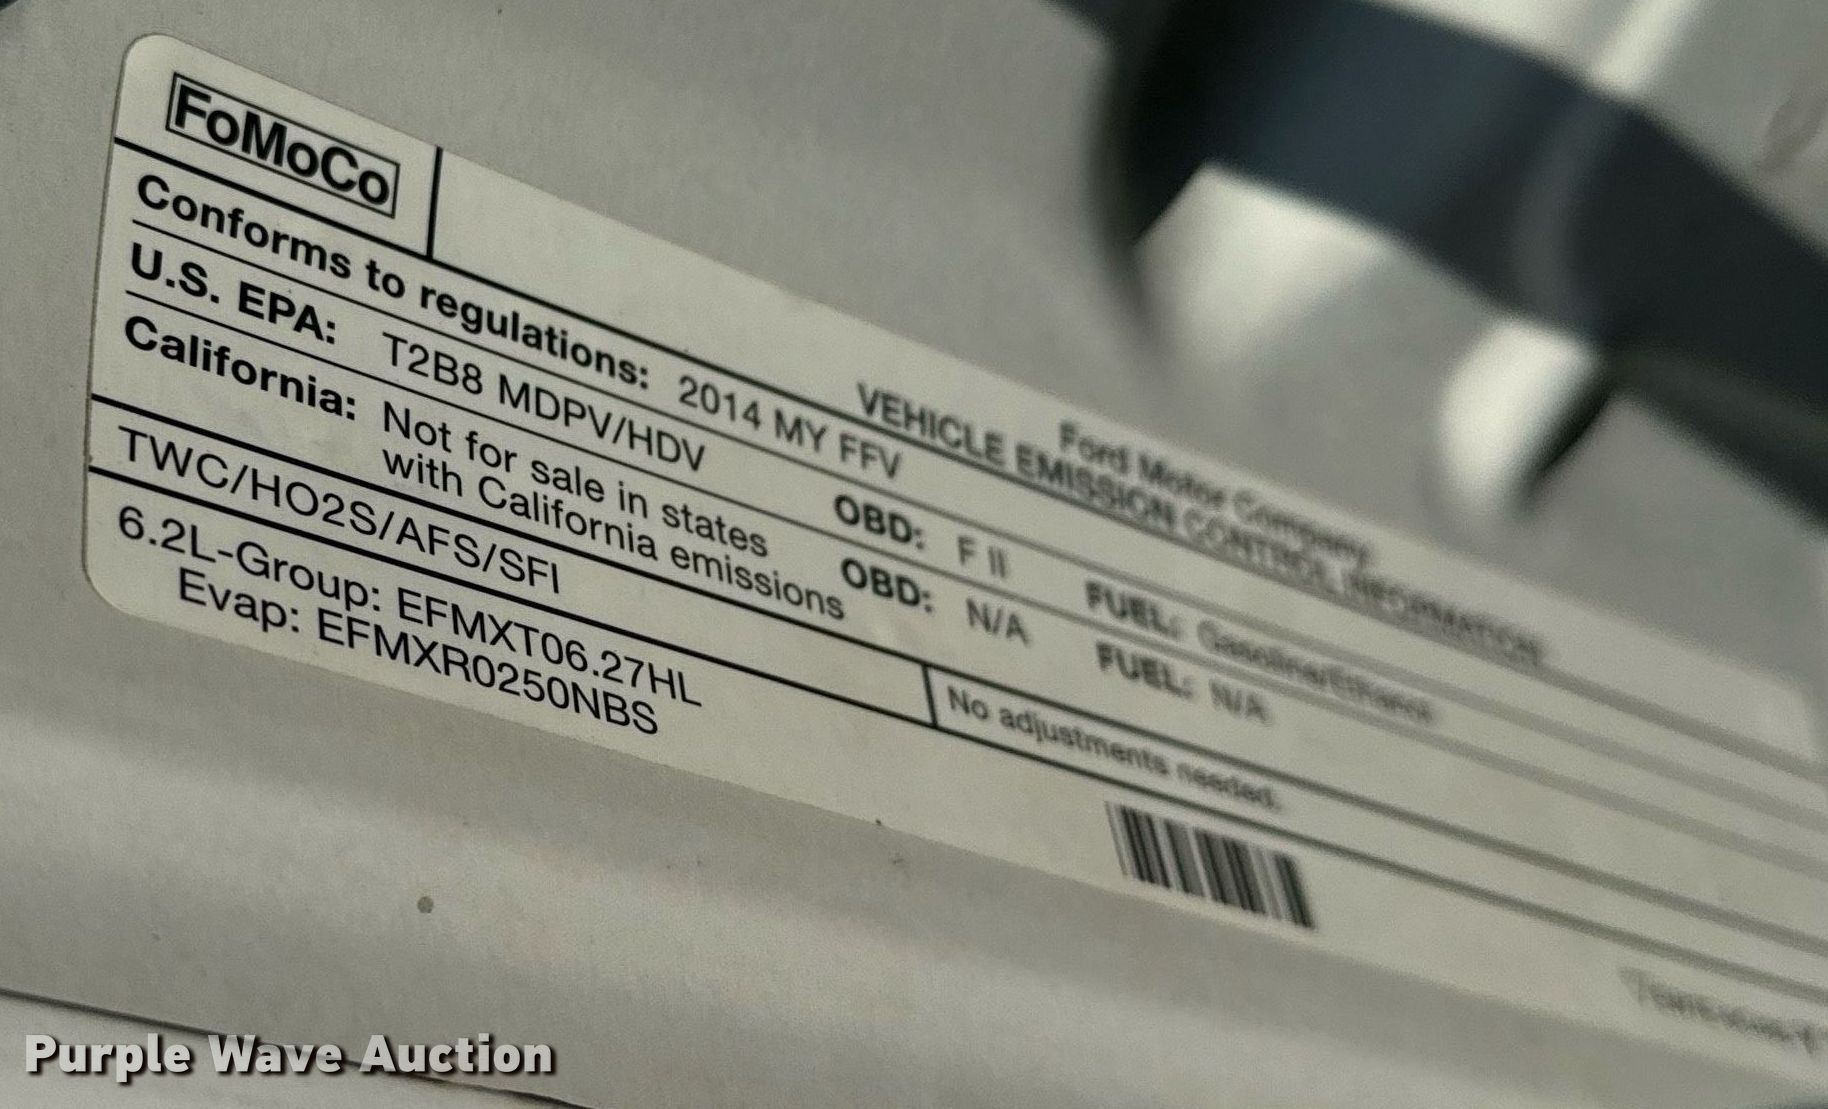 FoMoCo
Ford Motor Company
VEHICLE EMISSION CONTROL INFORMATION
Conforms to regulations: 2014 MY FFV
U.S. EPA: T2B8 MDPV/HDV OBD: F II FUEL: Gasoline/Ethanol
California: Not for sale in states with California emissions OBD: N/A FUEL: N/A
TWC/HO2S/AFS/SFI
No adjustments needed.
6.2L-Group: EFMXT06.27HL
Evap: EFMXR0250NBS
Purple Wave Auction